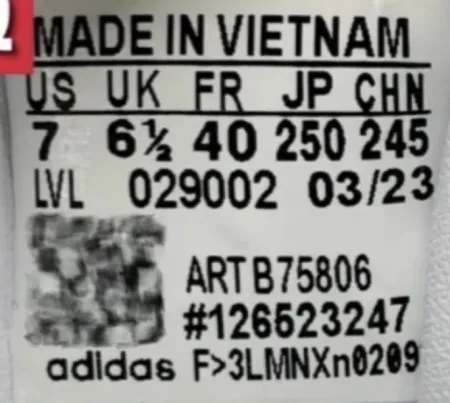 MADE IN VIETNAM
US UK FR JP CHN
7 6½ 40 250 245
LVL 029002 03/23
ART B75806
#126523247
adidas F>3LMNXn0209